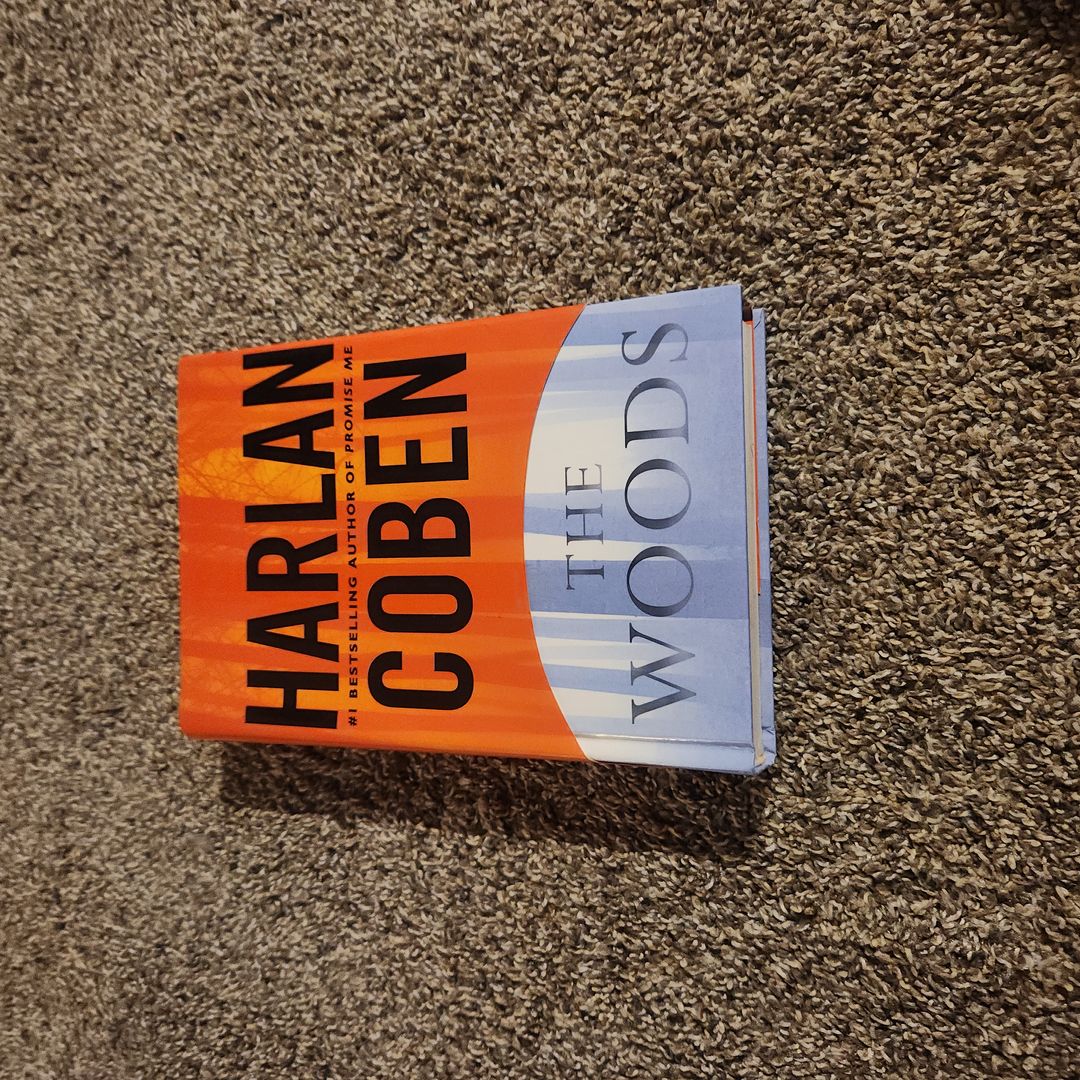 HARLAN
#1 BESTSELLING AUTHOR OF PROMISE ME
COBEN
THE
WOODS